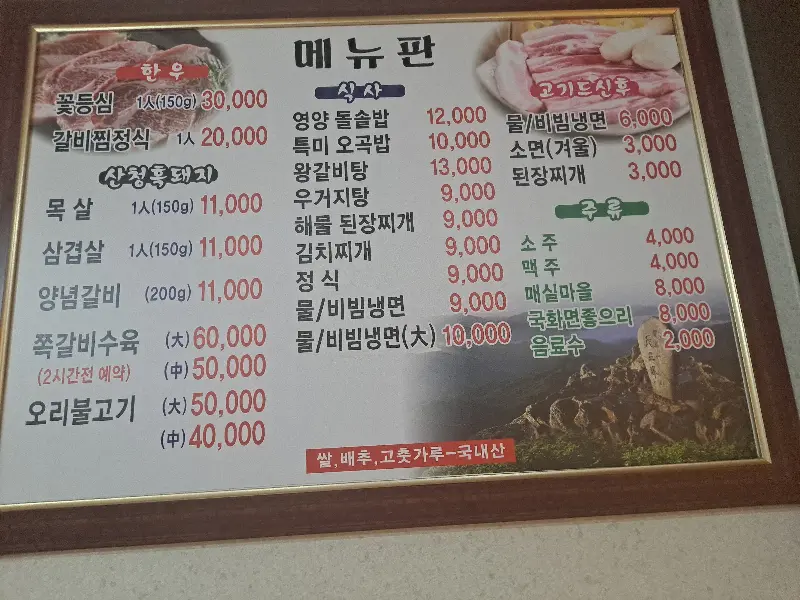 메뉴판
한우
꽃등심 1人(150g) 30,000
갈비찜정식 1人 20,000
산청흑돼지
목살 1人(150g) 11,000
삼겹살 1人(150g) 11,000
양념갈비 (200g) 11,000
쪽갈비수육 (大) 60,000
(2시간전 예약) (中) 50,000
오리불고기 (大) 50,000
(中) 40,000
식사
영양 돌솥밥 12,000
특미 오곡밥 10,000
왕갈비탕 13,000
우거지탕 9,000
해물 된장찌개 9,000
김치찌개 9,000
정식 9,000
물/비빔냉면 9,000
물/비빔냉면(大) 10,000
고기드신후
물/비빔냉면 6,000
소면(겨울) 3,000
된장찌개 3,000
주류
소주 4,000
맥주 4,000
매실마을 8,000
국화면좋으리 8,000
음료수 2,000
쌀,배추,고춧가루-국내산